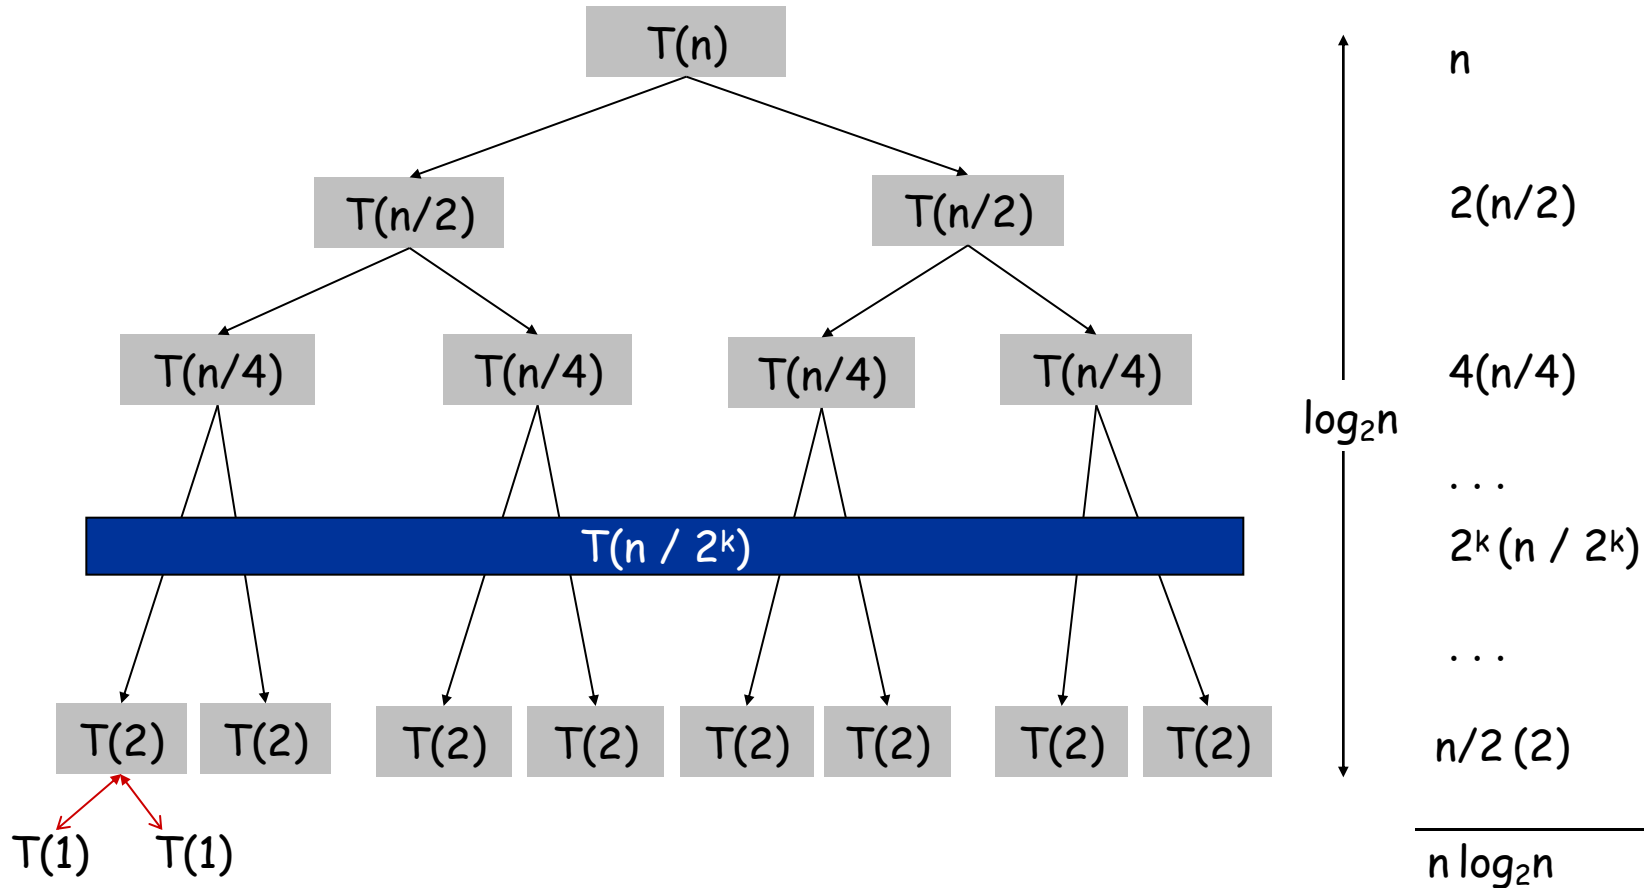 T(n)
n
T(n/2) T(n/2)
2(n/2)
T(n/4) T(n/4) T(n/4) T(n/4)
4(n/4)
log₂n
. . .
T(n / 2ᵏ)
2ᵏ (n / 2ᵏ)
. . .
T(2) T(2) T(2) T(2) T(2) T(2) T(2) T(2)
n/2 (2)
T(1) T(1)
n log₂n